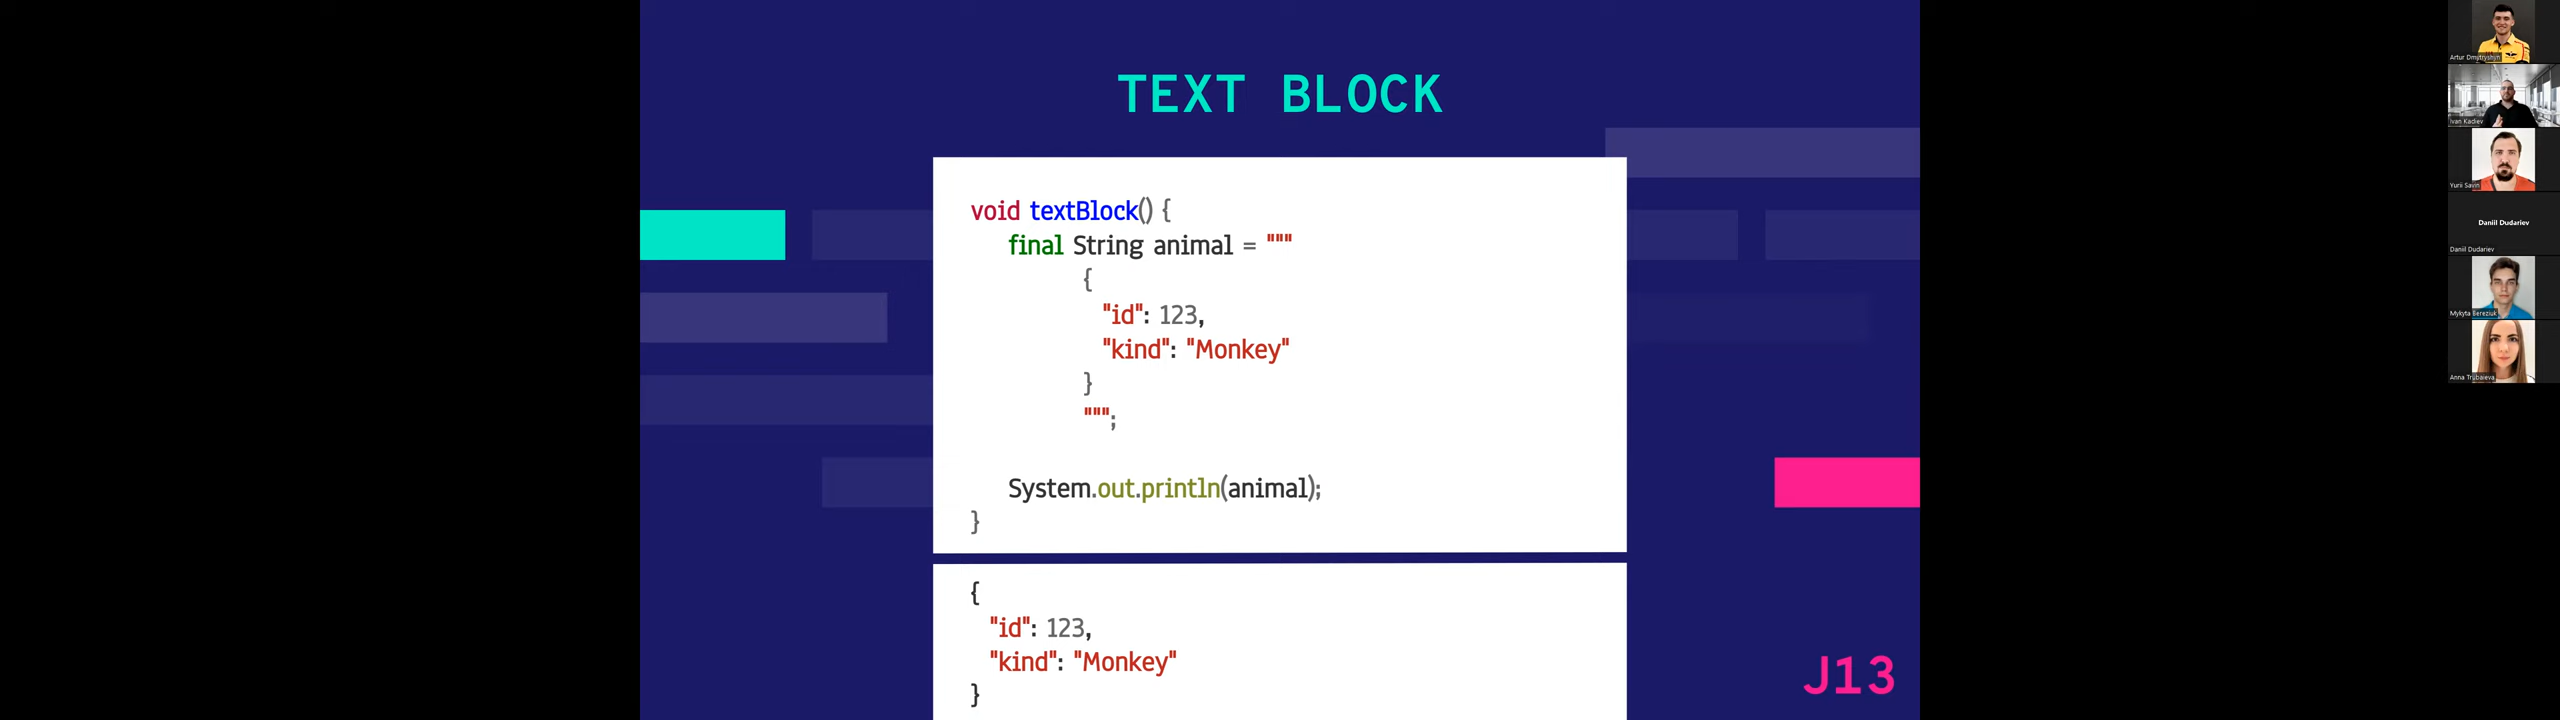 TEXT BLOCK
void textBlock() {
final String animal = """
{
"id": 123,
"kind": "Monkey"
}
""";
System.out.println(animal);
}
{
"id": 123,
"kind": "Monkey"
}
J13
Artur Dmytryshyn
Ivan Kadiev
Yurii Savin
Daniil Dudariev
Daniil Dudariev
Mykyta Bereziuk
Anna Trubaieva